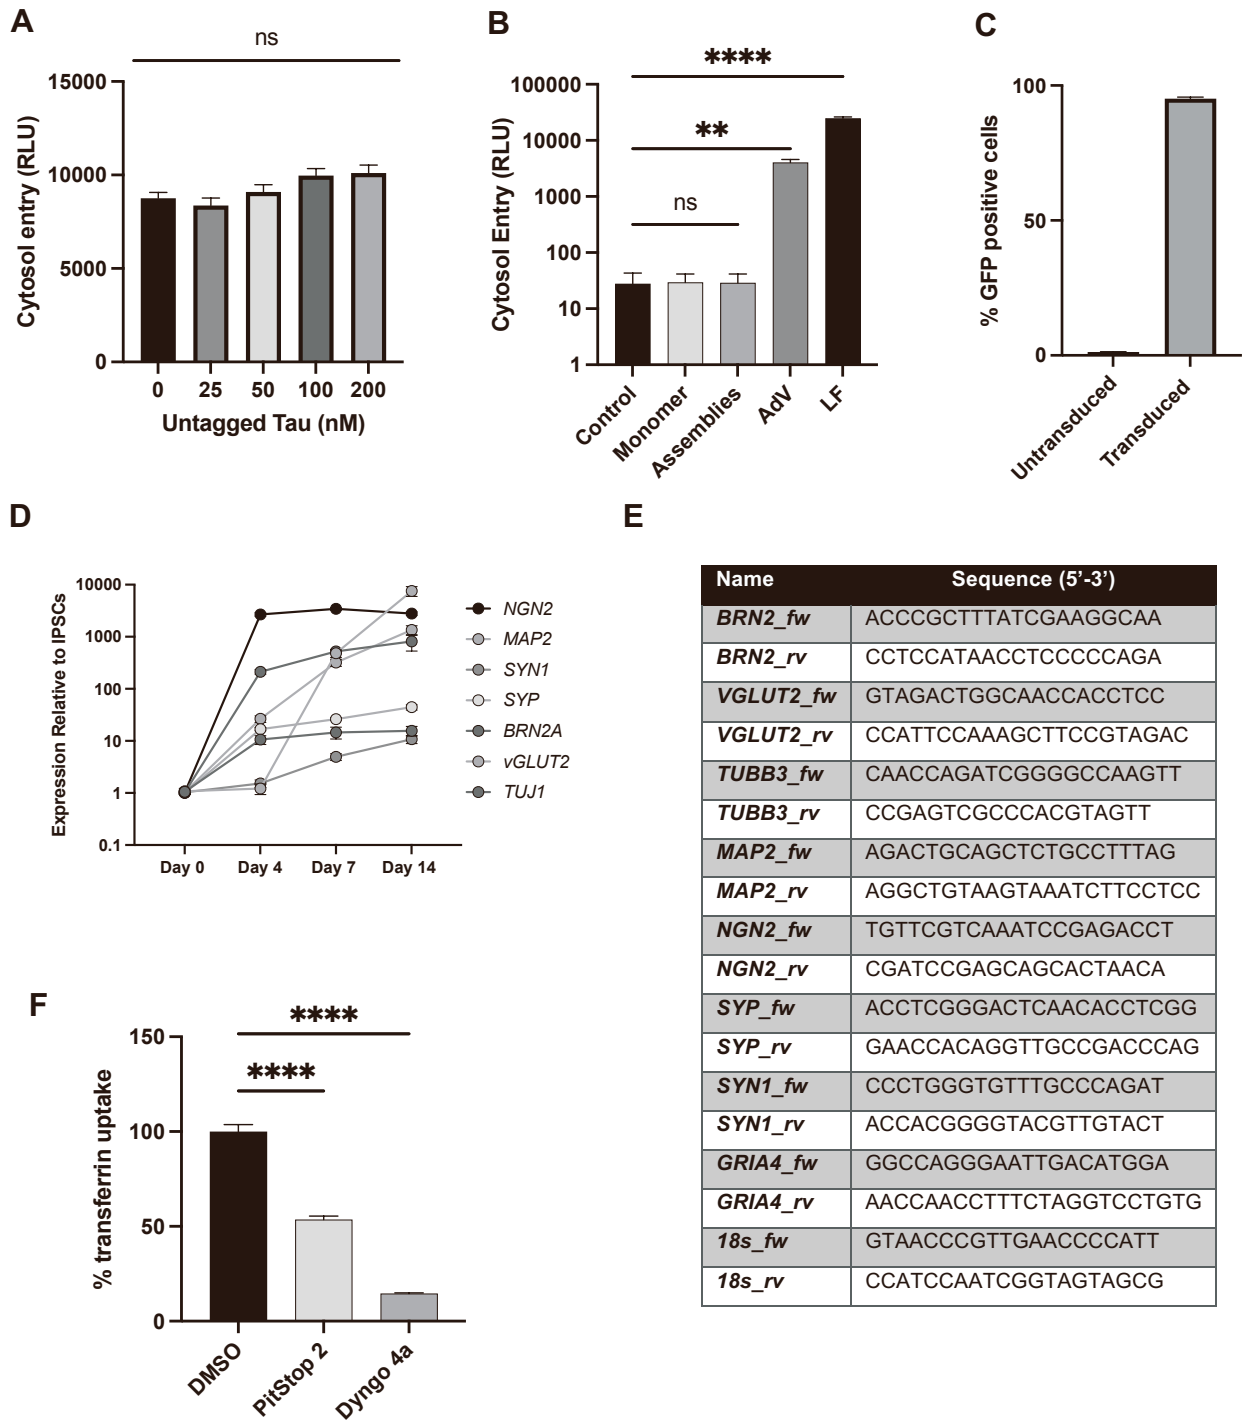 A
ns
Cytosol entry (RLU)
15000
10000
5000
0
0 25 50 100 200
Untagged Tau (nM)
B
****
**
ns
Cytosol Entry (RLU)
100000
10000
1000
100
10
1
Control
Monomer
Assemblies
AdV
LF
C
% GFP positive cells
100
50
0
Untransduced
Transduced
D
Expression Relative to IPSCs
10000
1000
100
10
1
0.1
Day 0 Day 4 Day 7 Day 14
NGN2
MAP2
SYN1
SYP
BRN2A
vGLUT2
TUJ1
E
Name Sequence (5'-3')
BRN2_fw ACCCGCTTTATCGAAGGCAA
BRN2_rv CCTCCATAACCTCCCCCAGA
VGLUT2_fw GTAGACTGGCAACCACCTCC
VGLUT2_rv CCATTCCAAAGCTTCCGTAGAC
TUBB3_fw CAACCAGATCGGGGCCAAGTT
TUBB3_rv CCGAGTCGCCCACGTAGTT
MAP2_fw AGACTGCAGCTCTGCCTTTAG
MAP2_rv AGGCTGTAAGTAAATCTTCCTCC
NGN2_fw TGTTCGTCAAATCCGAGACCT
NGN2_rv CGATCCGAGCAGCACTAACA
SYP_fw ACCTCGGGACTCAACACCTCGG
SYP_rv GAACCACAGGTTGCCGACCCAG
SYN1_fw CCCTGGGTGTTTGCCCAGAT
SYN1_rv ACCACGGGGTACGTTGTACT
GRIA4_fw GGCCAGGGAATTGACATGGA
GRIA4_rv AACCAACCTTTCTAGGTCCTGTG
18s_fw GTAACCCGTTGAACCCCATT
18s_rv CCATCCAATCGGTAGTAGCG
F
****
****
% transferrin uptake
150
100
50
0
DMSO
PitStop 2
Dyngo 4a